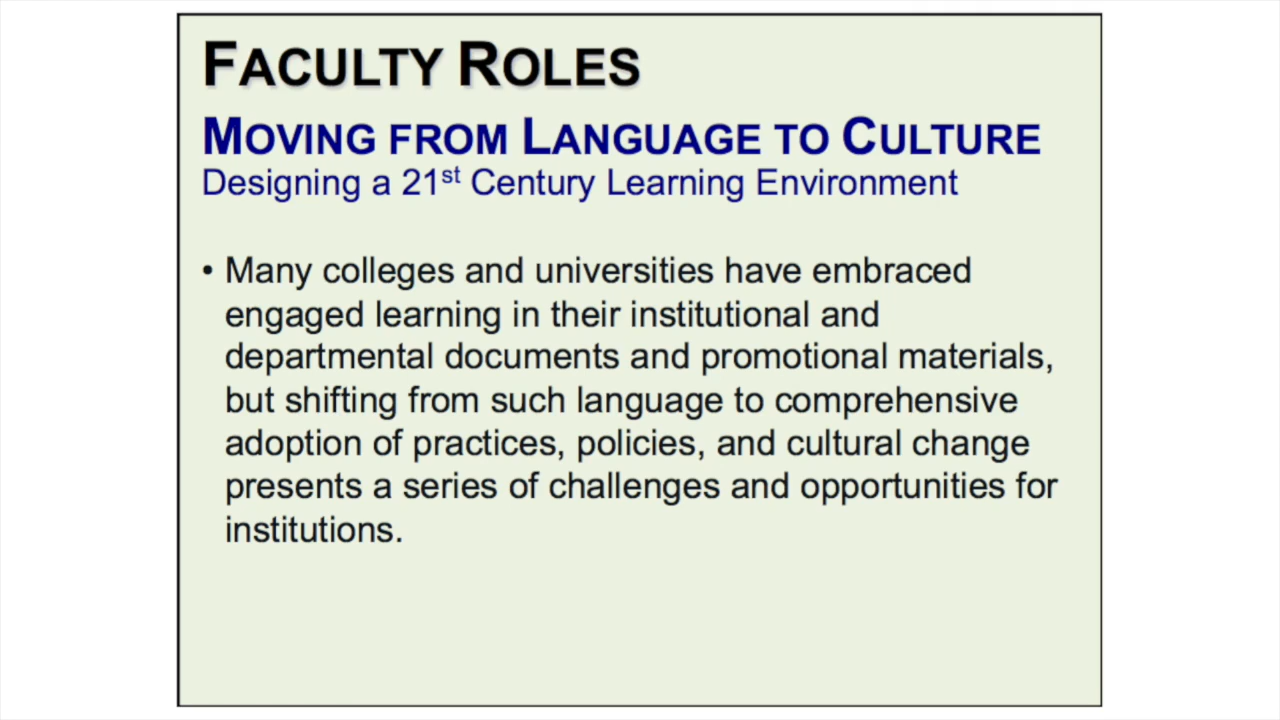 FACULTY ROLES
MOVING FROM LANGUAGE TO CULTURE
Designing a 21st Century Learning Environment
• Many colleges and universities have embraced
engaged learning in their institutional and
departmental documents and promotional materials,
but shifting from such language to comprehensive
adoption of practices, policies, and cultural change
presents a series of challenges and opportunities for
institutions.